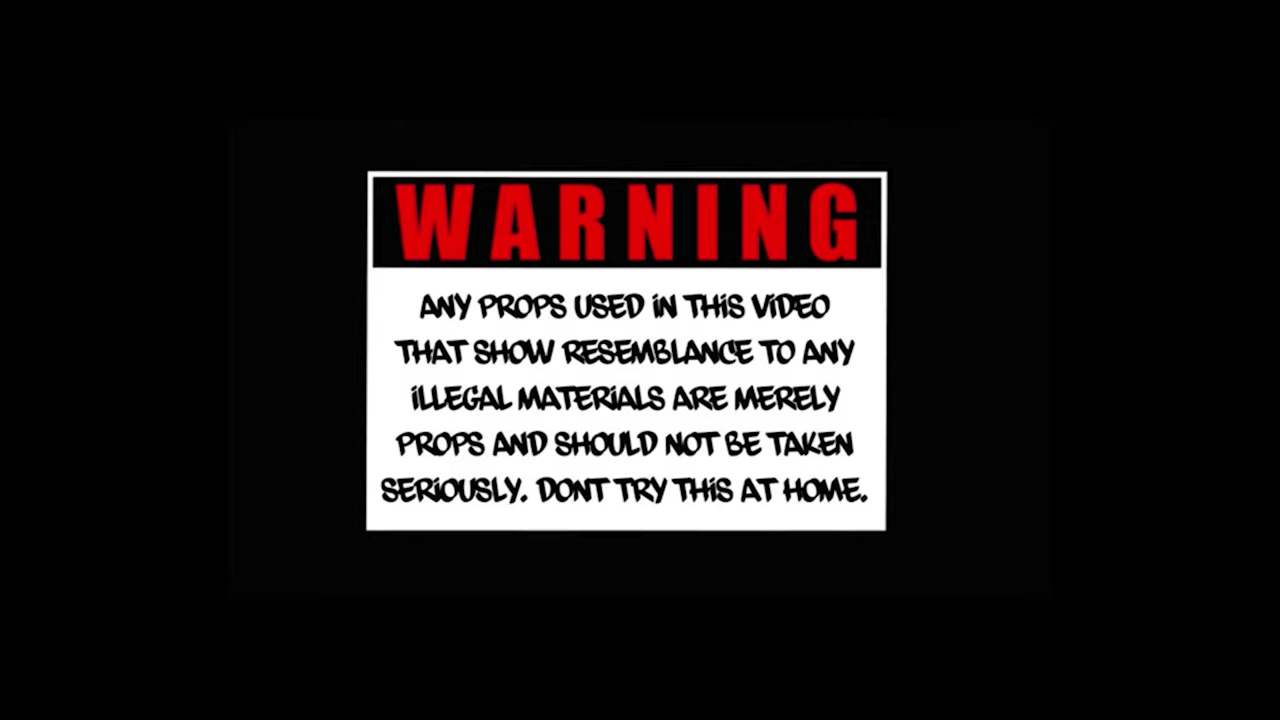 WARNING
ANY PROPS USED iN THiS ViDEO
THAT SHOW RESEMBLANCE TO ANY
iLLEGAL MATERiALS ARE MERELY
PROPS AND SHOULD NOT BE TAKEN
SERiOUSLY. DONT TRY THiS AT HOME.